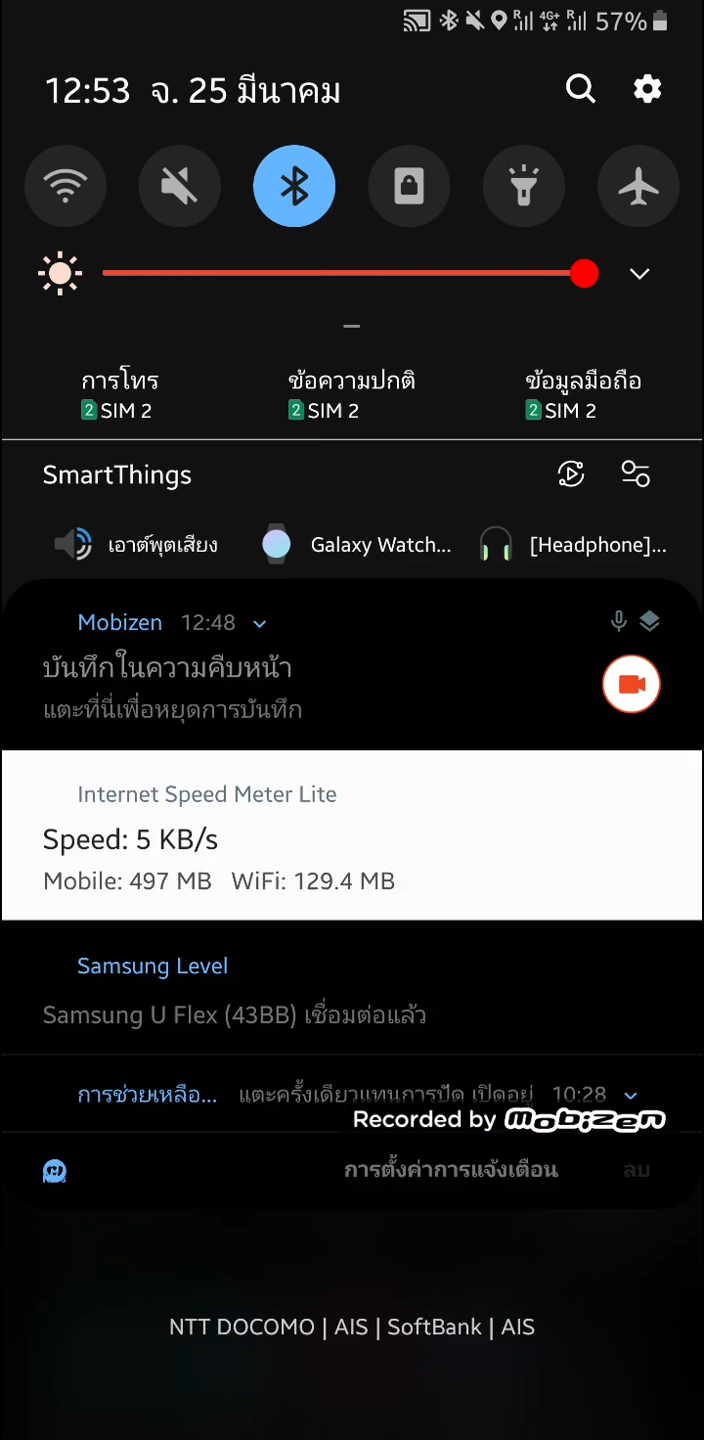 R 4G+ R 57%
12:53 จ. 25 มีนาคม
การโทร ข้อความปกติ ข้อมูลมือถือ
2 SIM 2 2 SIM 2 2 SIM 2
SmartThings
เอาต์พุตเสียง Galaxy Watch... [Headphone]...
Mobizen 12:48
บันทึกในความคืบหน้า
แตะที่นี่เพื่อหยุดการบันทึก
Internet Speed Meter Lite
Speed: 5 KB/s
Mobile: 497 MB WiFi: 129.4 MB
Samsung Level
Samsung U Flex (43BB) เชื่อมต่อแล้ว
การช่วยเหลือ... แตะครั้งเดียวแทนการปัด เปิดอยู่ 10:28
Recorded by mobizen
การตั้งค่าการแจ้งเตือน ลบ
NTT DOCOMO | AIS | SoftBank | AIS